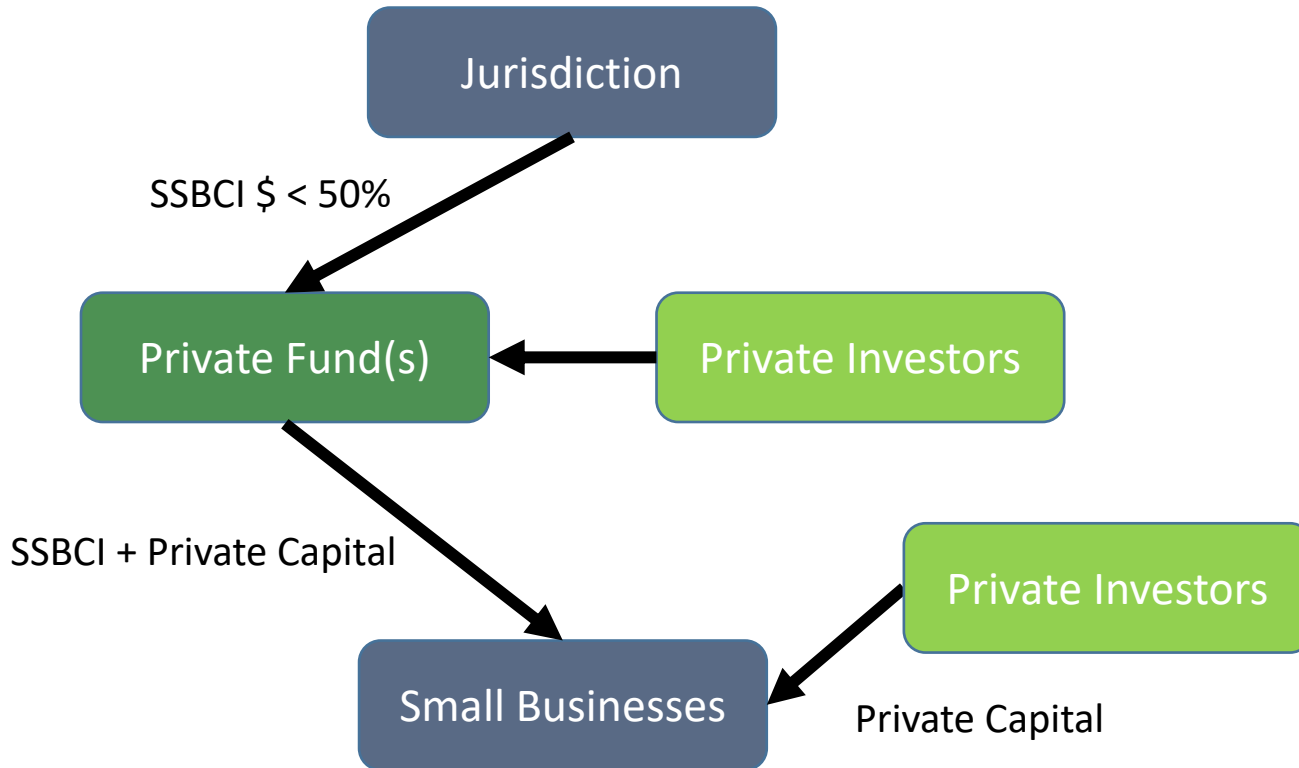 Jurisdiction
SSBCI $ < 50%
Private Fund(s)
Private Investors
SSBCI + Private Capital
Private Investors
Small Businesses
Private Capital